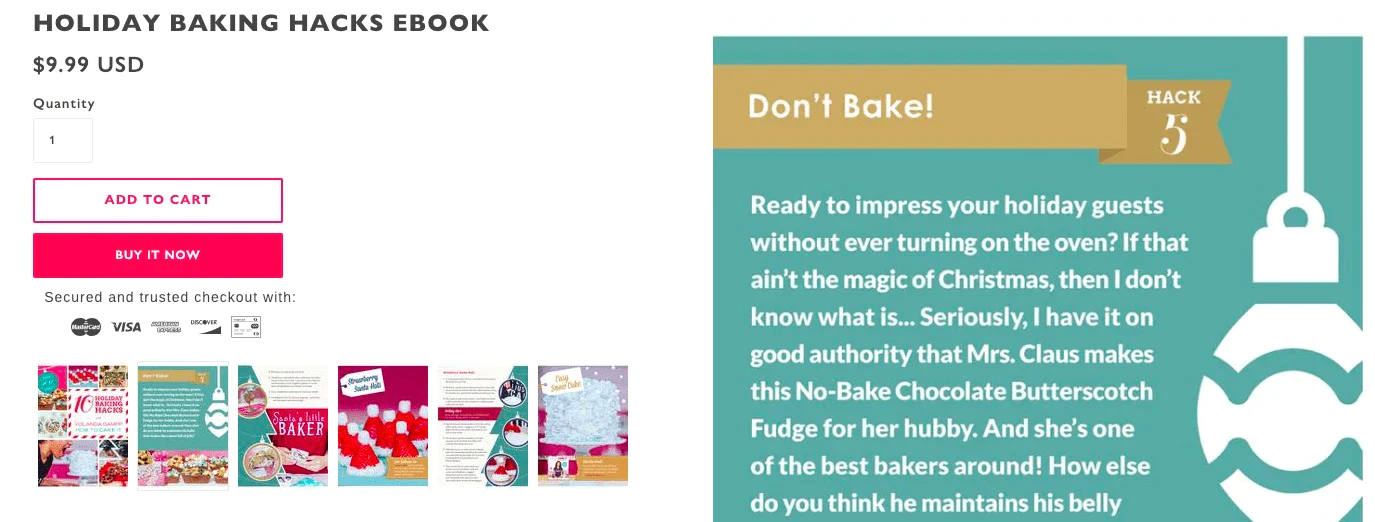 HOLIDAY BAKING HACKS EBOOK
$9.99 USD
Quantity
1
ADD TO CART
BUY IT NOW
Secured and trusted checkout with:
MasterCard VISA AMERICAN EXPRESS DISCOVER
10 HOLIDAY
BAKING
HACKS
YOLANDA GAMPP
HOW TO CAKE IT
Don't Bake!
Santa's little
BAKER
Strawberry
Santa Hats
Easy
Snow Cake
Don't Bake!
HACK
5
Ready to impress your holiday guests
without ever turning on the oven? If that
ain't the magic of Christmas, then I don't
know what is... Seriously, I have it on
good authority that Mrs. Claus makes
this No-Bake Chocolate Butterscotch
Fudge for her hubby. And she's one
of the best bakers around! How else
do you think he maintains his belly